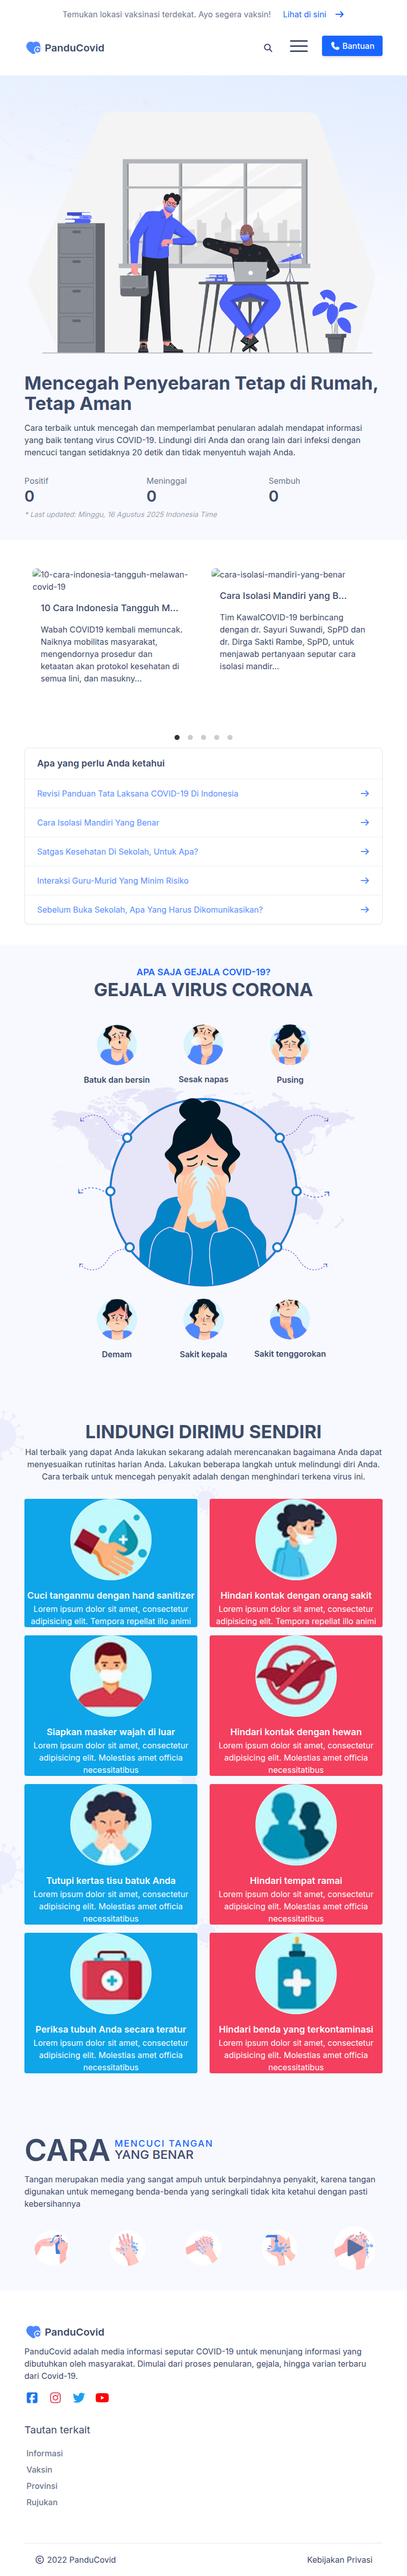 Temukan lokasi vaksinasi terdekat. Ayo segera vaksin! Lihat di sini
PanduCovid
Bantuan
Mencegah Penyebaran Tetap di Rumah,
Tetap Aman
Cara terbaik untuk mencegah dan memperlambat penularan adalah mendapat informasi
yang baik tentang virus COVID-19. Lindungi diri Anda dan orang lain dari infeksi dengan
mencuci tangan setidaknya 20 detik dan tidak menyentuh wajah Anda.
Positif
0
Meninggal
0
Sembuh
0
* Last updated: Minggu, 16 Agustus 2025 Indonesia Time
10-cara-indonesia-tangguh-melawan-
covid-19
10 Cara Indonesia Tangguh M...
Wabah COVID19 kembali memuncak.
Naiknya mobilitas masyarakat,
mengendornya prosedur dan
ketaatan akan protokol kesehatan di
semua lini, dan masukny...
cara-isolasi-mandiri-yang-benar
Cara Isolasi Mandiri yang B...
Tim KawalCOVID-19 berbincang
dengan dr. Sayuri Suwandi, SpPD dan
dr. Dirga Sakti Rambe, SpPD, untuk
menjawab pertanyaan seputar cara
isolasi mandir...
Apa yang perlu Anda ketahui
Revisi Panduan Tata Laksana COVID-19 Di Indonesia
Cara Isolasi Mandiri Yang Benar
Satgas Kesehatan Di Sekolah, Untuk Apa?
Interaksi Guru-Murid Yang Minim Risiko
Sebelum Buka Sekolah, Apa Yang Harus Dikomunikasikan?
APA SAJA GEJALA COVID-19?
GEJALA VIRUS CORONA
Batuk dan bersin
Sesak napas
Pusing
Demam
Sakit kepala
Sakit tenggorokan
LINDUNGI DIRIMU SENDIRI
Hal terbaik yang dapat Anda lakukan sekarang adalah merencanakan bagaimana Anda dapat
menyesuaikan rutinitas harian Anda. Lakukan beberapa langkah untuk melindungi diri Anda.
Cara terbaik untuk mencegah penyakit adalah dengan menghindari terkena virus ini.
Cuci tanganmu dengan hand sanitizer
Lorem ipsum dolor sit amet, consectetur
adipisicing elit. Tempora repellat illo animi
Hindari kontak dengan orang sakit
Lorem ipsum dolor sit amet, consectetur
adipisicing elit. Tempora repellat illo animi
Siapkan masker wajah di luar
Lorem ipsum dolor sit amet, consectetur
adipisicing elit. Molestias amet officia
necessitatibus
Hindari kontak dengan hewan
Lorem ipsum dolor sit amet, consectetur
adipisicing elit. Molestias amet officia
necessitatibus
Tutupi kertas tisu batuk Anda
Lorem ipsum dolor sit amet, consectetur
adipisicing elit. Molestias amet officia
necessitatibus
Hindari tempat ramai
Lorem ipsum dolor sit amet, consectetur
adipisicing elit. Molestias amet officia
necessitatibus
Periksa tubuh Anda secara teratur
Lorem ipsum dolor sit amet, consectetur
adipisicing elit. Molestias amet officia
necessitatibus
Hindari benda yang terkontaminasi
Lorem ipsum dolor sit amet, consectetur
adipisicing elit. Molestias amet officia
necessitatibus
CARA
MENCUCI TANGAN
YANG BENAR
Tangan merupakan media yang sangat ampuh untuk berpindahnya penyakit, karena tangan
digunakan untuk memegang benda-benda yang seringkali tidak kita ketahui dengan pasti
kebersihannya
PanduCovid
PanduCovid adalah media informasi seputar COVID-19 untuk menunjang informasi yang
dibutuhkan oleh masyarakat. Dimulai dari proses penularan, gejala, hingga varian terbaru
dari Covid-19.
Tautan terkait
Informasi
Vaksin
Provinsi
Rujukan
© 2022 PanduCovid
Kebijakan Privasi